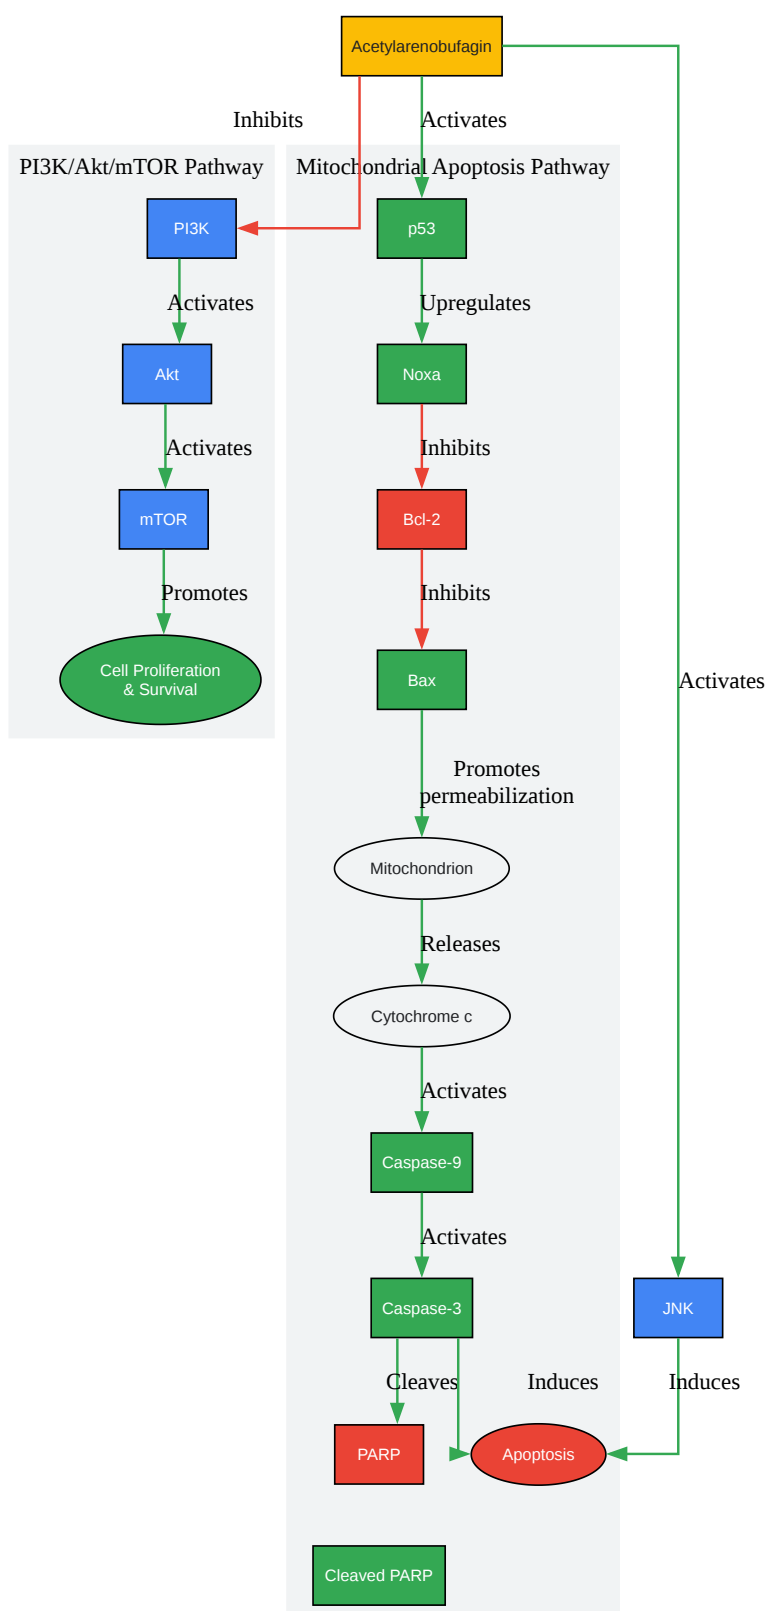 Acetylarenobufagin
Inhibits
Activates
PI3K/Akt/mTOR Pathway
Mitochondrial Apoptosis Pathway
PI3K
p53
Activates
Upregulates
Akt
Noxa
Activates
Inhibits
mTOR
Bcl-2
Promotes
Inhibits
Cell Proliferation
& Survival
Bax
Activates
Promotes
permeabilization
Mitochondrion
Releases
Cytochrome c
Activates
Caspase-9
Activates
Caspase-3
JNK
Cleaves
Induces
Induces
PARP
Apoptosis
Cleaved PARP